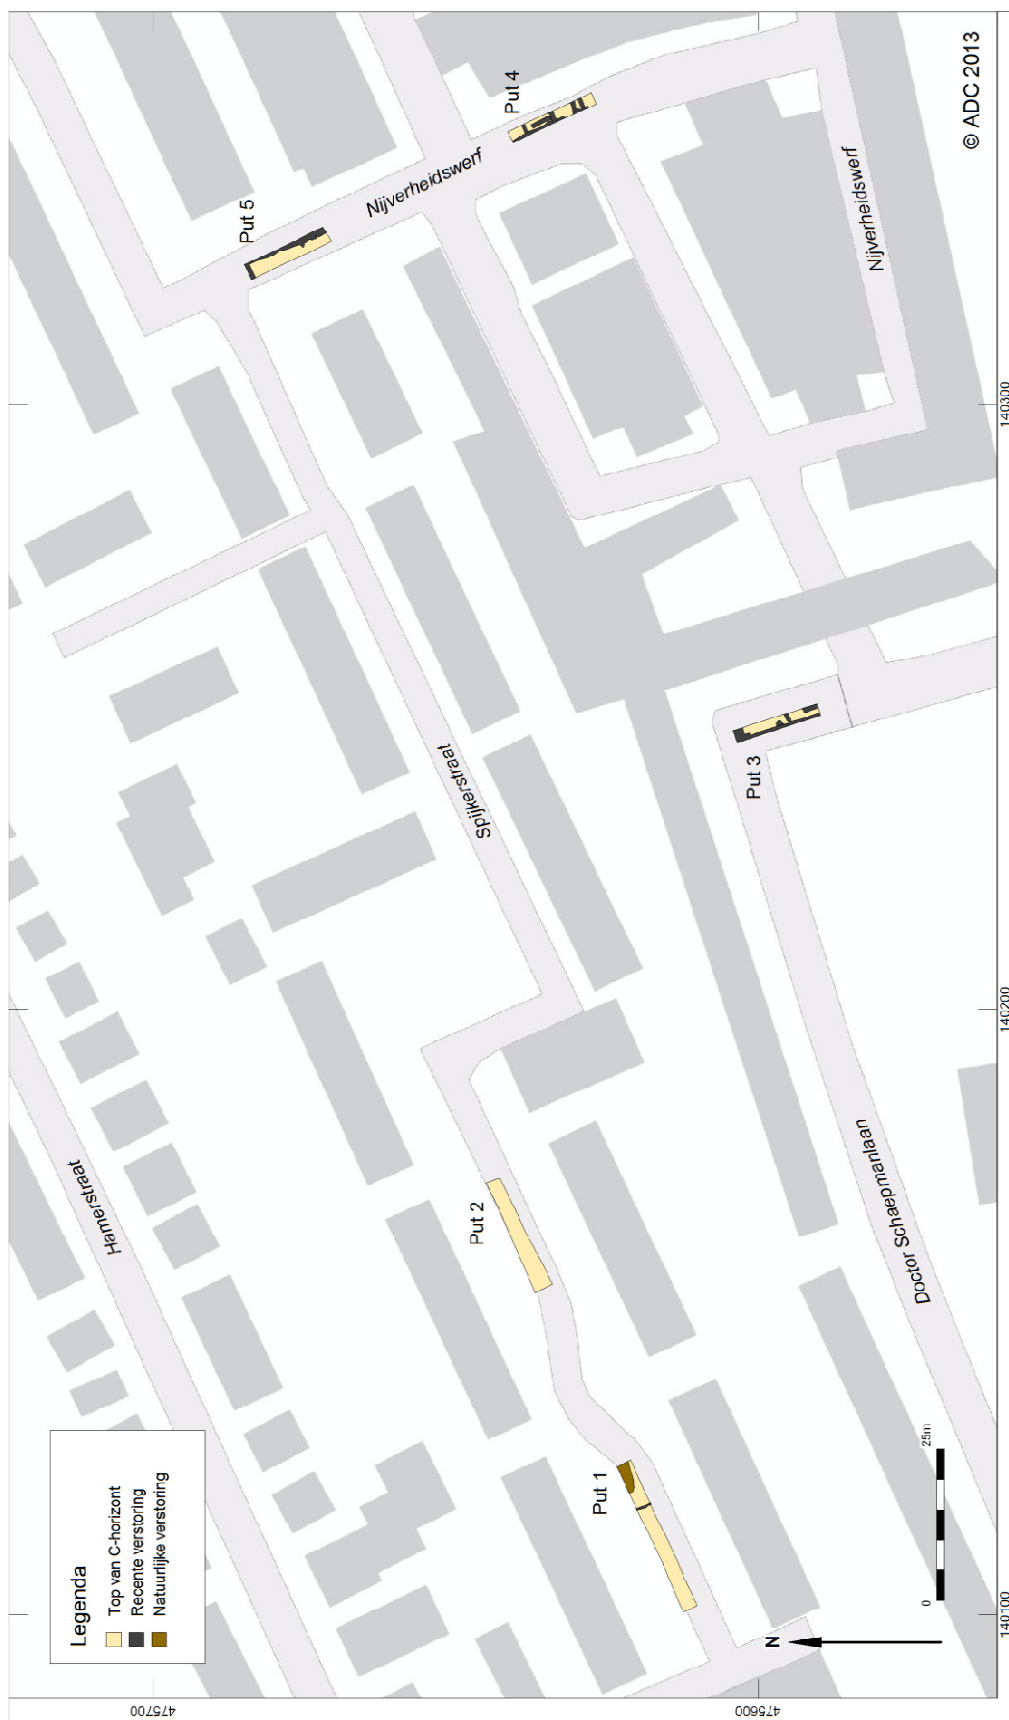 Legenda
Top van C-horizont
Recente verstoring
Natuurlijke verstoring
Hamerstraat
Spijkerstraat
Nijverheidswerf
Nijverheidswerf
Doctor Schaepmanlaan
Put 1
Put 2
Put 3
Put 4
Put 5
N
0
25m
140100
140200
140300
475700
475600
© ADC 2013